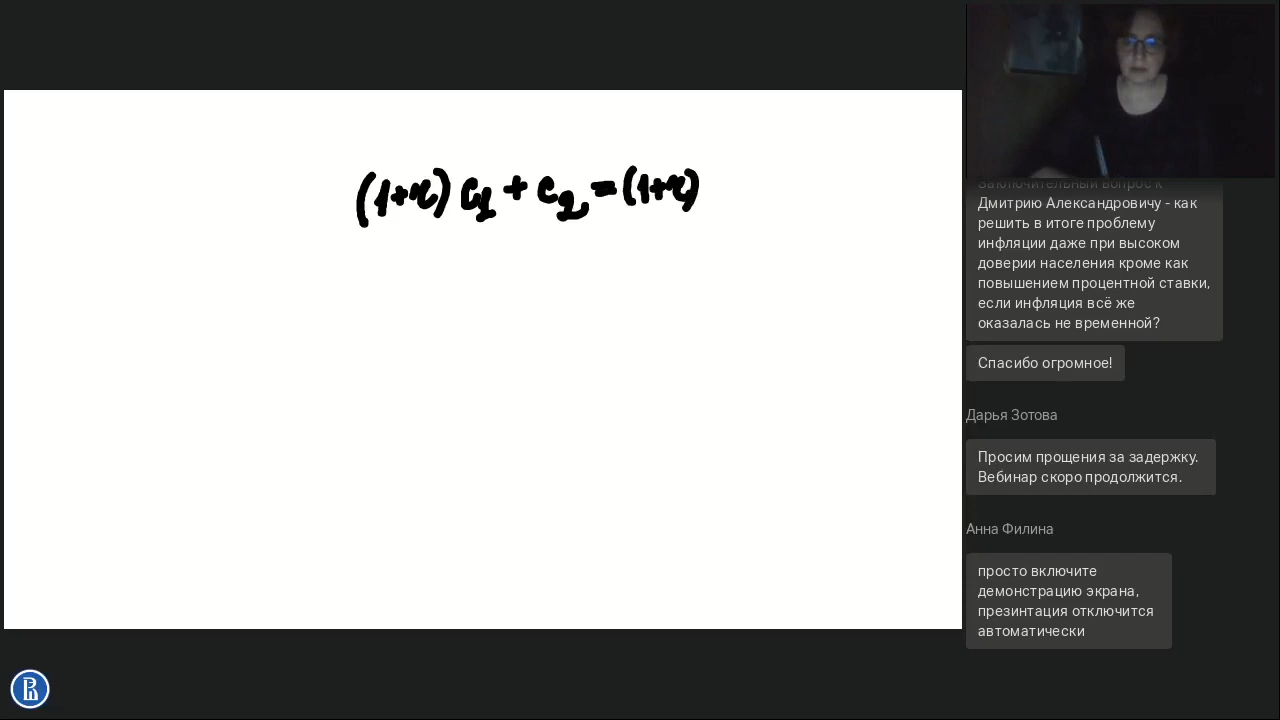 (1+r) c₁ + c₂ = (1+r)
Заключительный вопрос к
Дмитрию Александровичу - как
решить в итоге проблему
инфляции даже при высоком
доверии населения кроме как
повышением процентной ставки,
если инфляция всё же
оказалась не временной?
Спасибо огромное!
Дарья Зотова
Просим прощения за задержку.
Вебинар скоро продолжится.
Анна Филина
просто включите
демонстрацию экрана,
презинтация отключится
автоматически